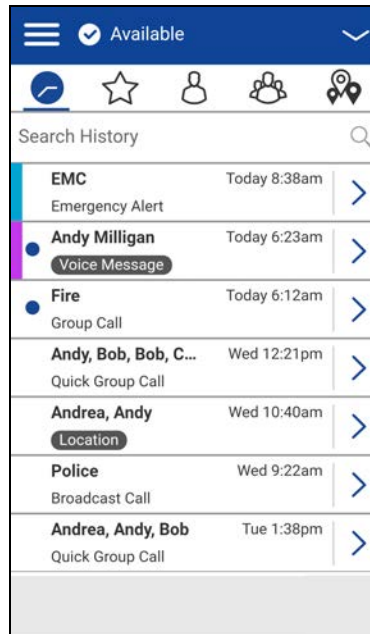 Available
Search History
EMC Today 8:38am
Emergency Alert
Andy Milligan Today 6:23am
Voice Message
Fire Today 6:12am
Group Call
Andy, Bob, Bob, C... Wed 12:21pm
Quick Group Call
Andrea, Andy Wed 10:40am
Location
Police Wed 9:22am
Broadcast Call
Andrea, Andy, Bob Tue 1:38pm
Quick Group Call